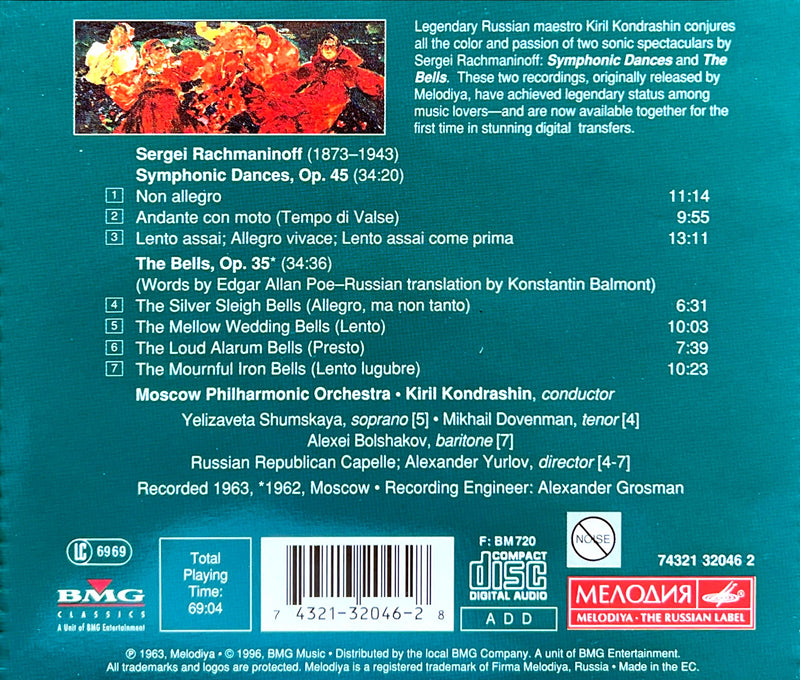 Legendary Russian maestro Kiril Kondrashin conjures
all the color and passion of two sonic spectaculars by
Sergei Rachmaninoff: Symphonic Dances and The
Bells. These two recordings, originally released by
Melodiya, have achieved legendary status among
music lovers—and are now available together for the
first time in stunning digital transfers.
Sergei Rachmaninoff (1873–1943)
Symphonic Dances, Op. 45 (34:20)
1 Non allegro 11:14
2 Andante con moto (Tempo di Valse) 9:55
3 Lento assai; Allegro vivace; Lento assai come prima 13:11
The Bells, Op. 35* (34:36)
(Words by Edgar Allan Poe–Russian translation by Konstantin Balmont)
4 The Silver Sleigh Bells (Allegro, ma non tanto) 6:31
5 The Mellow Wedding Bells (Lento) 10:03
6 The Loud Alarum Bells (Presto) 7:39
7 The Mournful Iron Bells (Lento lugubre) 10:23
Moscow Philharmonic Orchestra • Kiril Kondrashin, conductor
Yelizaveta Shumskaya, soprano [5] • Mikhail Dovenman, tenor [4]
Alexei Bolshakov, baritone [7]
Russian Republican Capelle; Alexander Yurlov, director [4-7]
Recorded 1963, *1962, Moscow • Recording Engineer: Alexander Grosman
LC 6969
BMG
CLASSICS
A Unit of BMG Entertainment
Total
Playing
Time:
69:04
7 4321-32046-2 8
F: BM 720
COMPACT
disc
DIGITAL AUDIO
ADD
NOISE
74321 32046 2
МЕЛОДИЯ
MELODIYA · THE RUSSIAN LABEL
℗ 1963, Melodiya • © 1996, BMG Music • Distributed by the local BMG Company. A unit of BMG Entertainment.
All trademarks and logos are protected. Melodiya is a registered trademark of Firma Melodiya, Russia • Made in the EC.